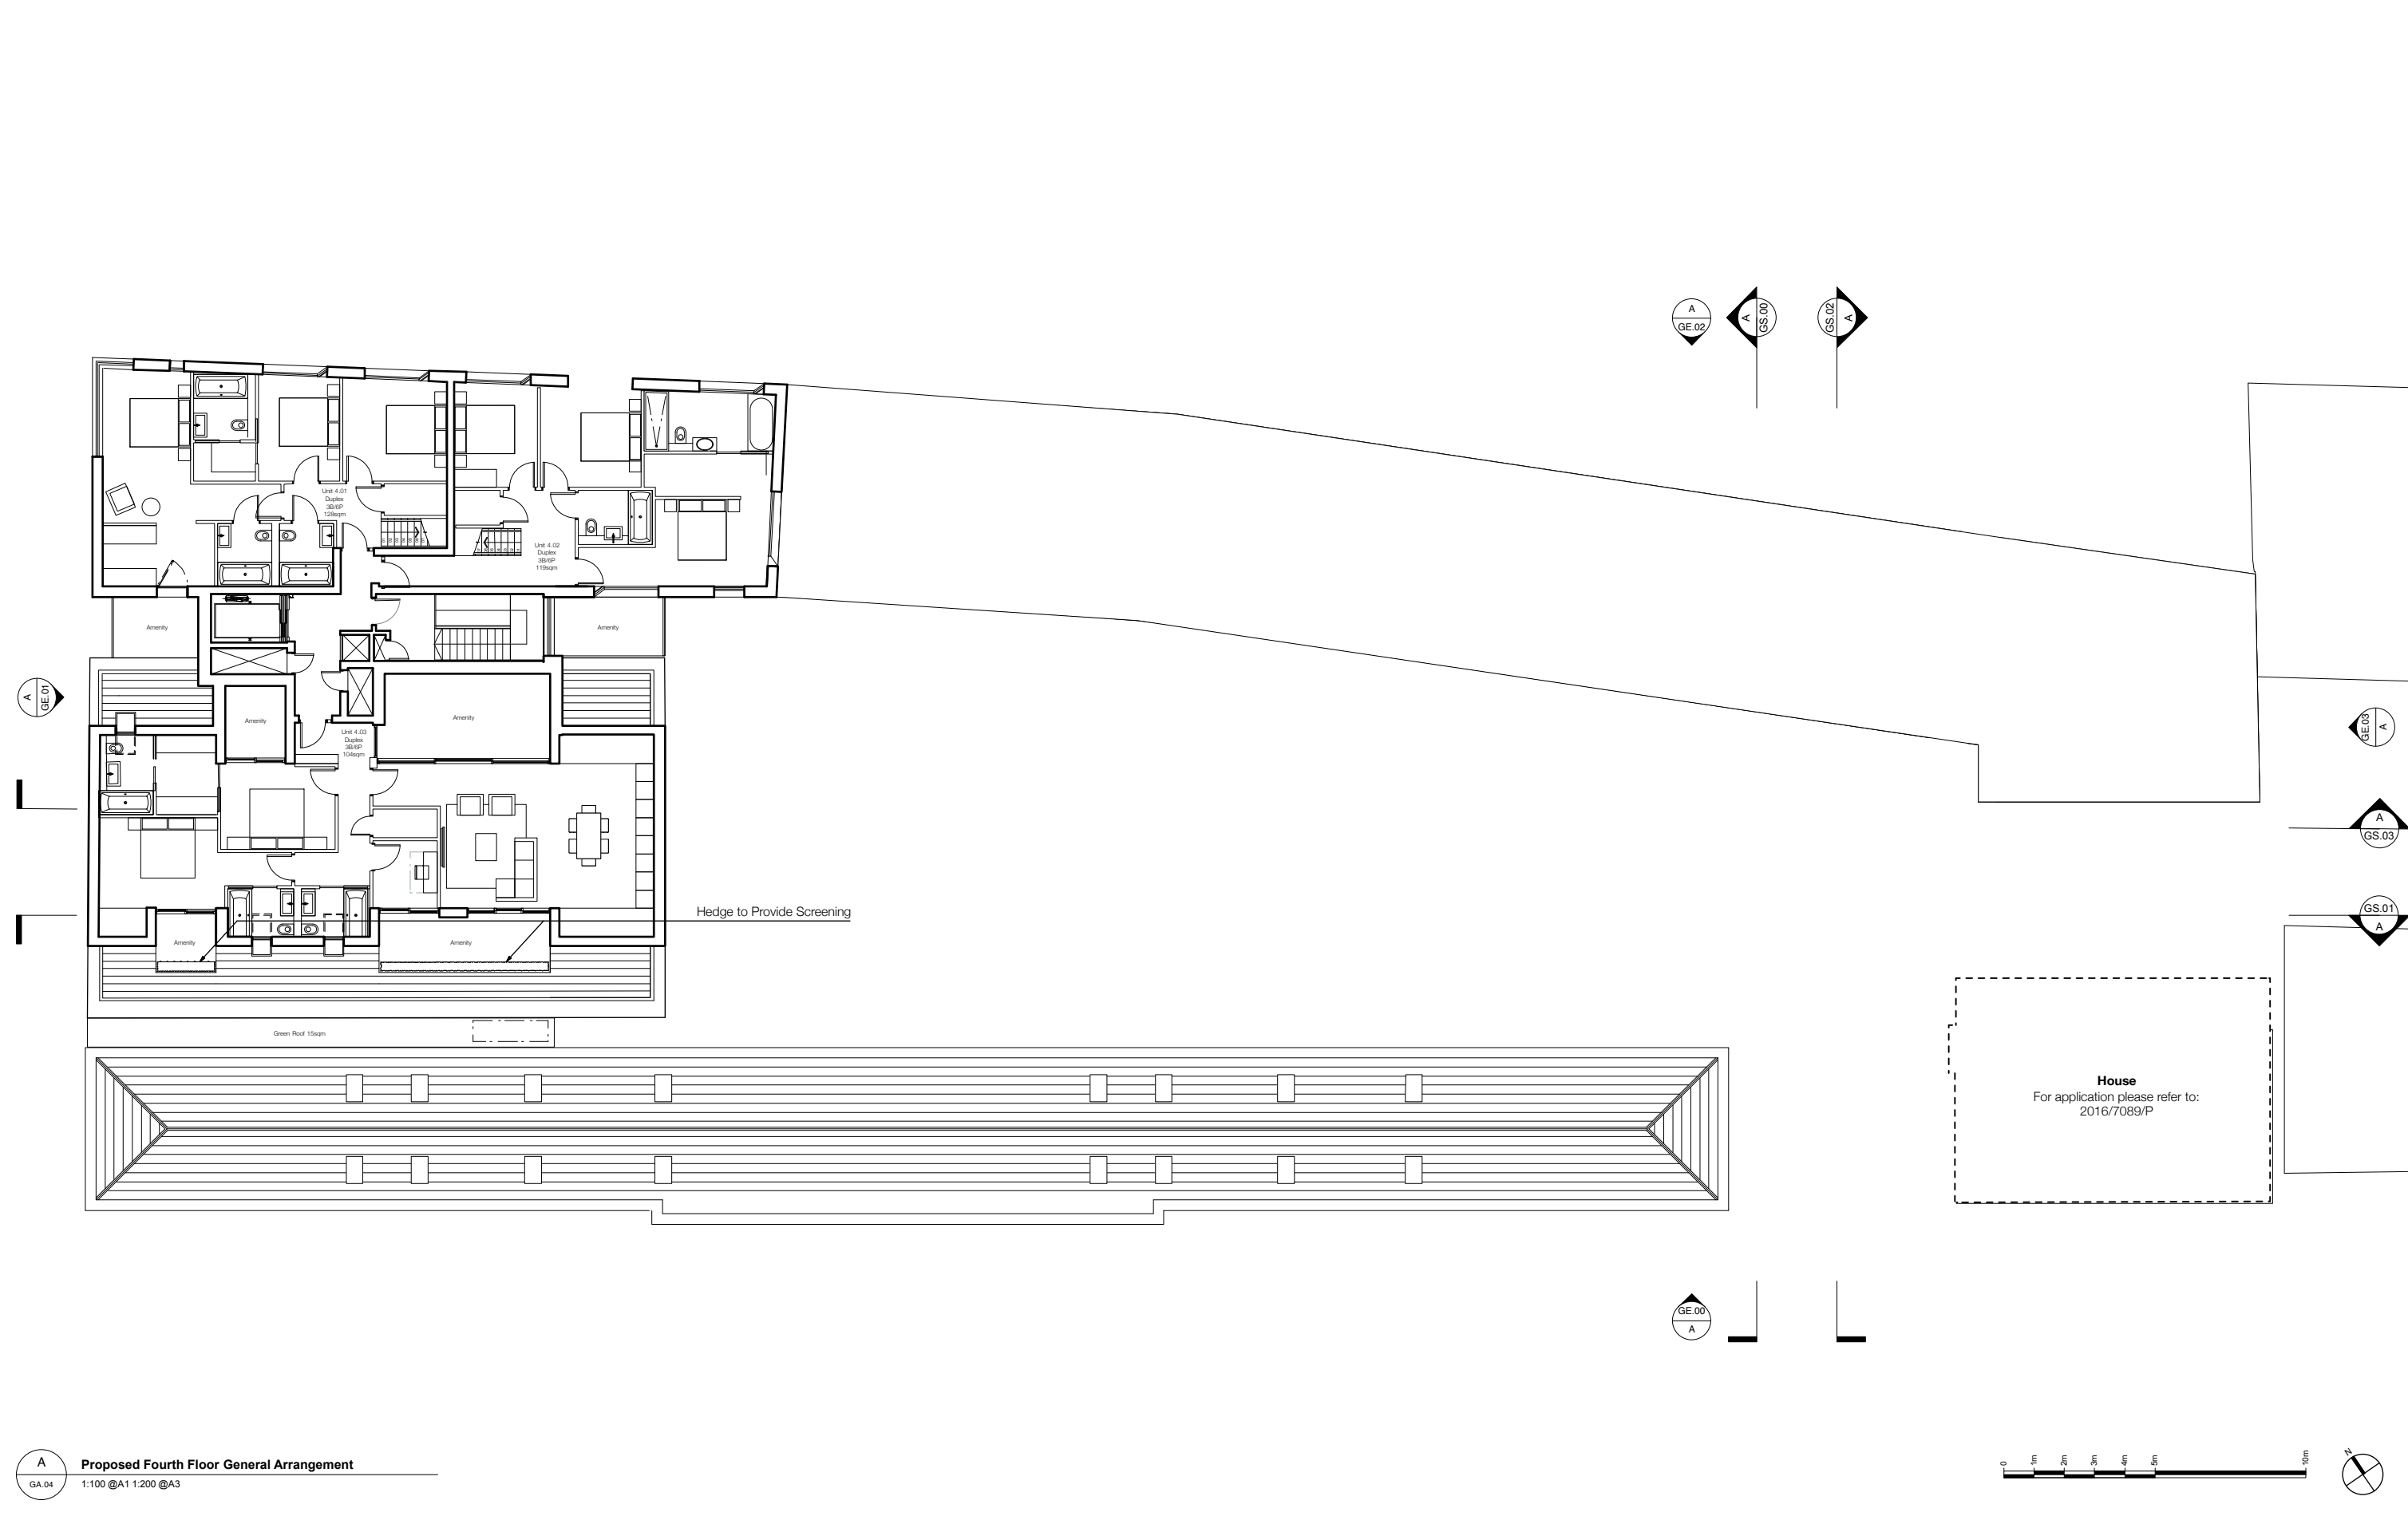 A
GE.02
A
GS.00
GS.02
A
Unit 4.01
Duplex
3B/6P
128sqm
Unit 4.02
Duplex
3B/6P
119sqm
Amenity
Amenity
A
GE.01
Amenity
Amenity
Unit 4.03
Duplex
3B/6P
104sqm
GE.03
A
A
GS.03
Hedge to Provide Screening
GS.01
A
Amenity
Amenity
Green Roof 15sqm
House
For application please refer to:
2016/7089/P
GE.00
A
A
GA.04
Proposed Fourth Floor General Arrangement
1:100 @A1 1:200 @A3
0
1m
2m
3m
4m
5m
10m
N